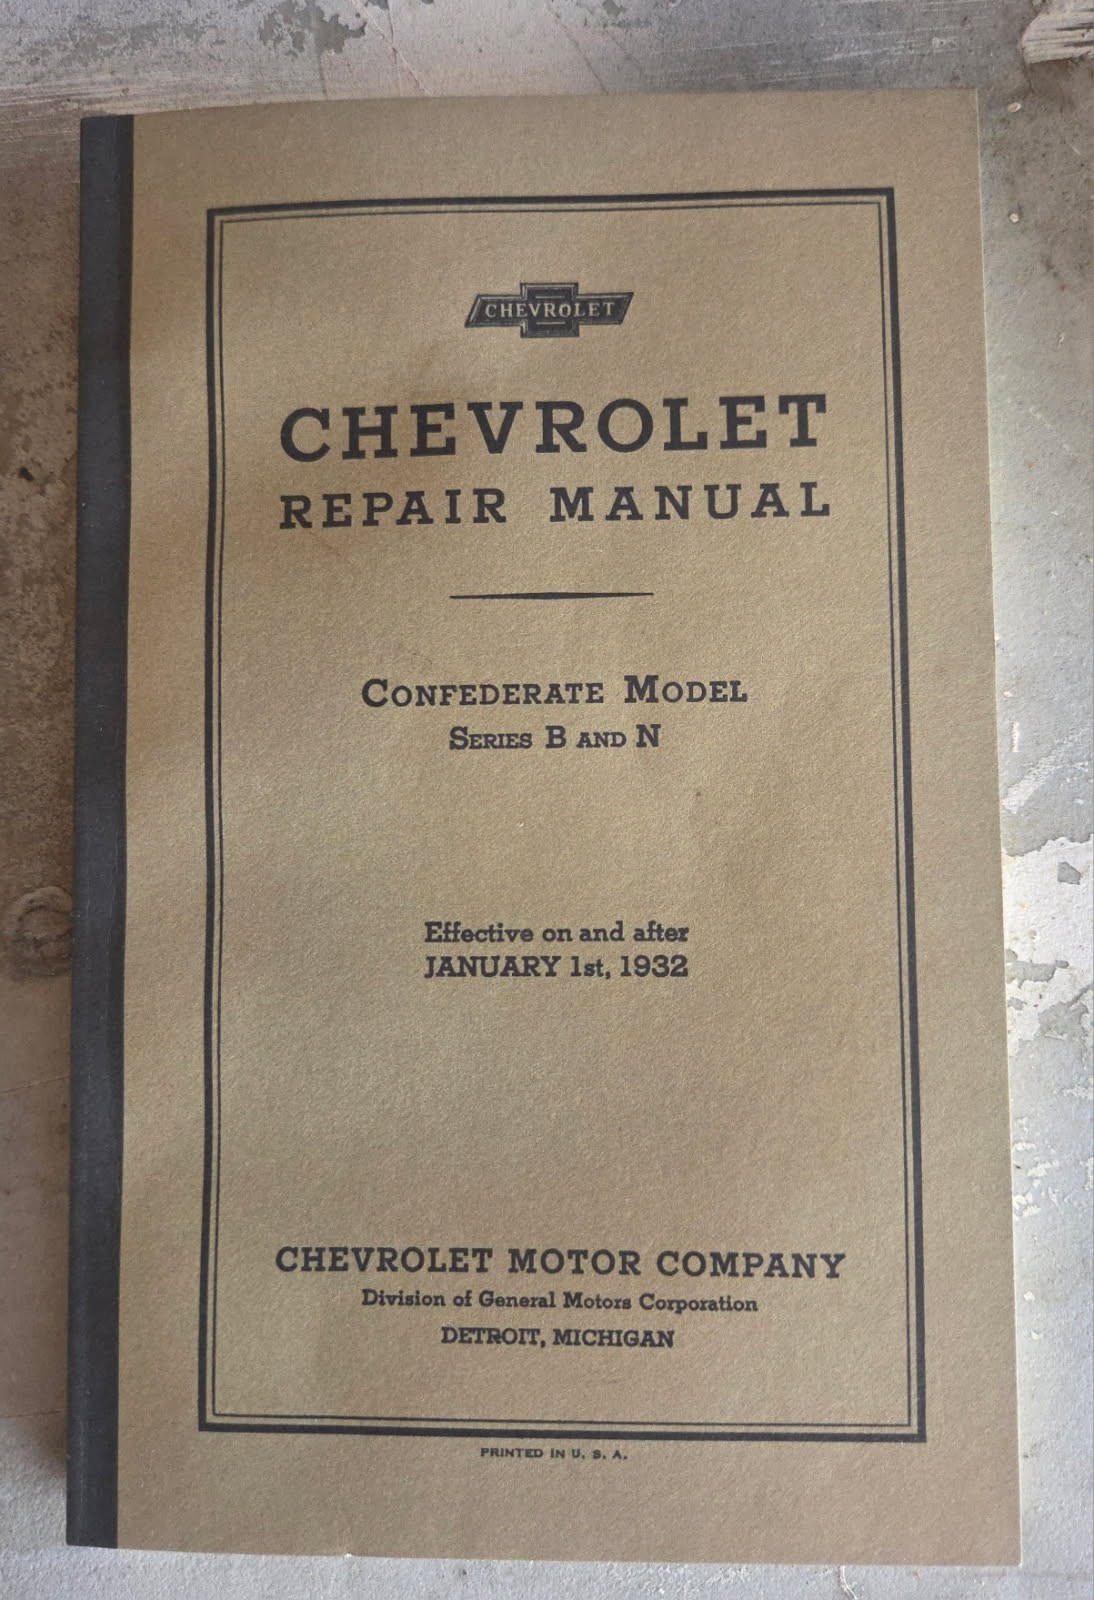 CHEVROLET
CHEVROLET
REPAIR MANUAL
CONFEDERATE MODEL
SERIES B AND N
Effective on and after
JANUARY 1st, 1932
CHEVROLET MOTOR COMPANY
Division of General Motors Corporation
DETROIT, MICHIGAN
PRINTED IN U. S. A.